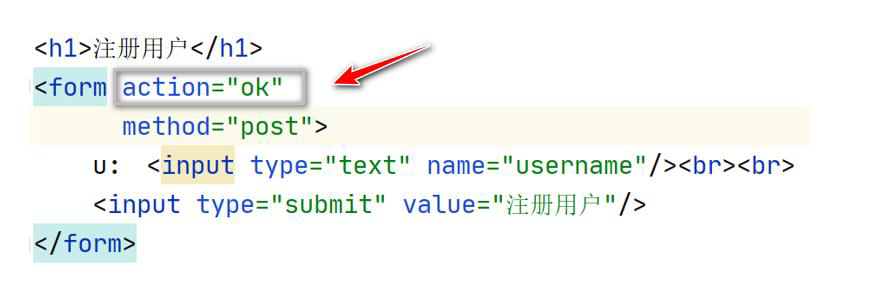 <h1>注册用户</h1>
<form action="ok"
method="post">
u: <input type="text" name="username"/><br><br>
<input type="submit" value="注册用户"/>
</form>